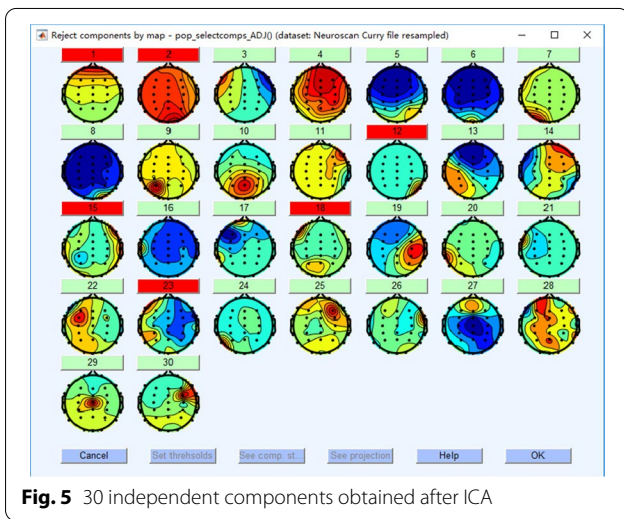 Reject components by map - pop_selectcomps_ADJ() (dataset: Neuroscan Curry file resampled)
1 2 3 4 5 6 7
8 9 10 11 12 13 14
15 16 17 18 19 20 21
22 23 24 25 26 27 28
29 30
Cancel Set threhsolds See comp. st... See projection Help OK
Fig. 5 30 independent components obtained after ICA